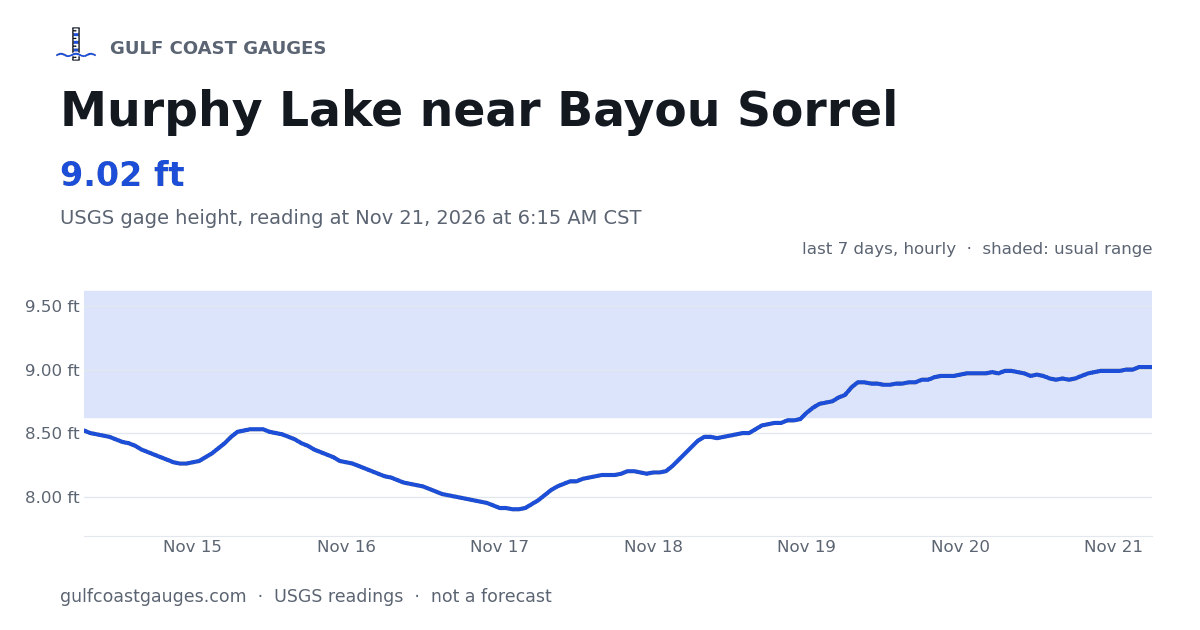 GULF COAST GAUGES
Murphy Lake near Bayou Sorrel
9.02 ft
USGS gage height, reading at Nov 21, 2026 at 6:15 AM CST
last 7 days, hourly · shaded: usual range
9.50 ft
9.00 ft
8.50 ft
8.00 ft
Nov 15 Nov 16 Nov 17 Nov 18 Nov 19 Nov 20 Nov 21
gulfcoastgauges.com · USGS readings · not a forecast